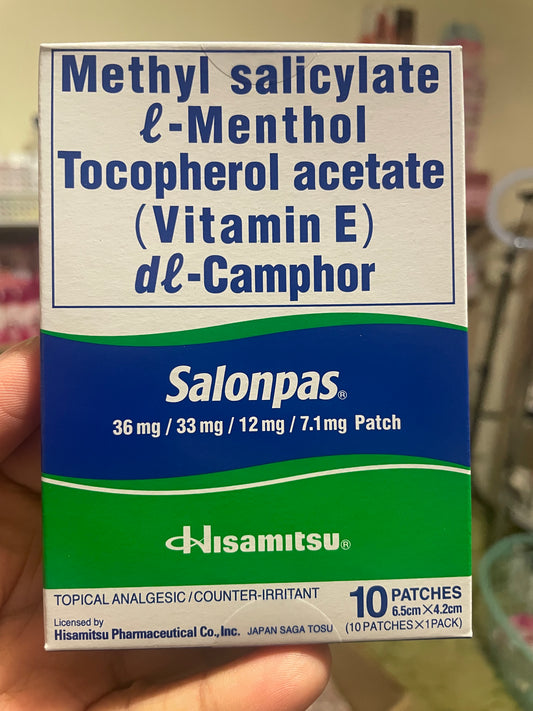 Methyl salicylate
ℓ-Menthol
Tocopherol acetate
(Vitamin E)
dℓ-Camphor
Salonpas®
36 mg / 33 mg / 12 mg / 7.1 mg Patch
Hisamitsu®
TOPICAL ANALGESIC / COUNTER-IRRITANT
Licensed by
Hisamitsu Pharmaceutical Co., Inc. JAPAN SAGA TOSU
10 PATCHES
6.5cm×4.2cm
(10 PATCHES×1PACK)